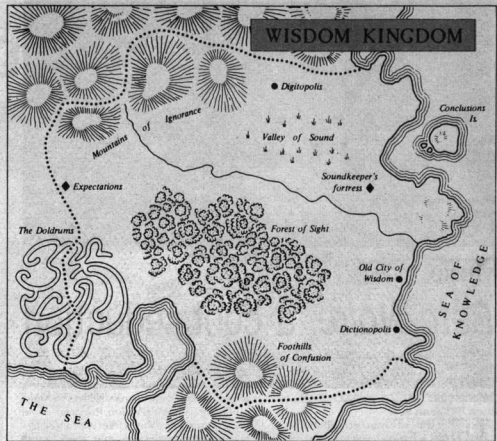 WISDOM KINGDOM
Digitopolis
Conclusions
Is.
Mountains of Ignorance
Valley of Sound
Soundkeeper's
fortress
Expectations
The Doldrums
Forest of Sight
Old City of
Wisdom
SEA OF
KNOWLEDGE
Dictionopolis
Foothills
of Confusion
THE SEA